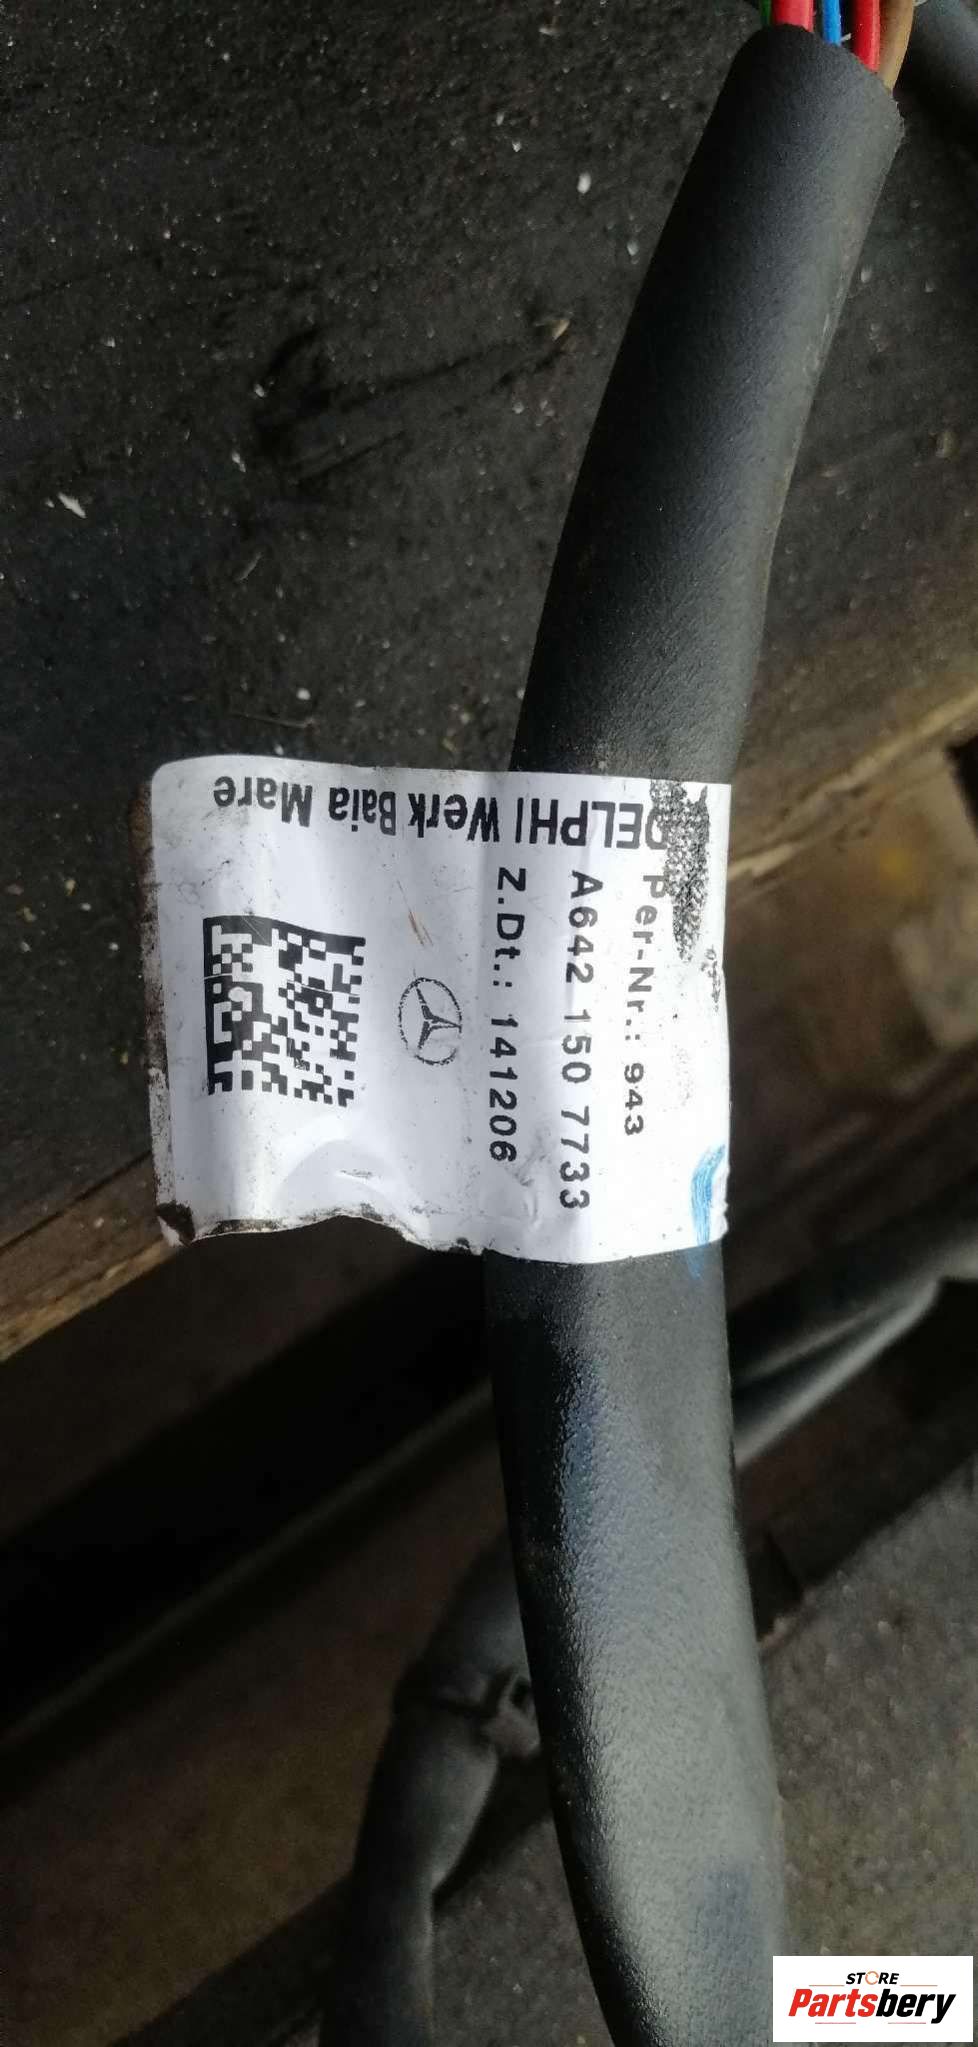 DELPHI Werk Baia Mare
Per-Nr.: 943
A642 150 7733
Z.Dt.: 141206
STORE
Partsbery